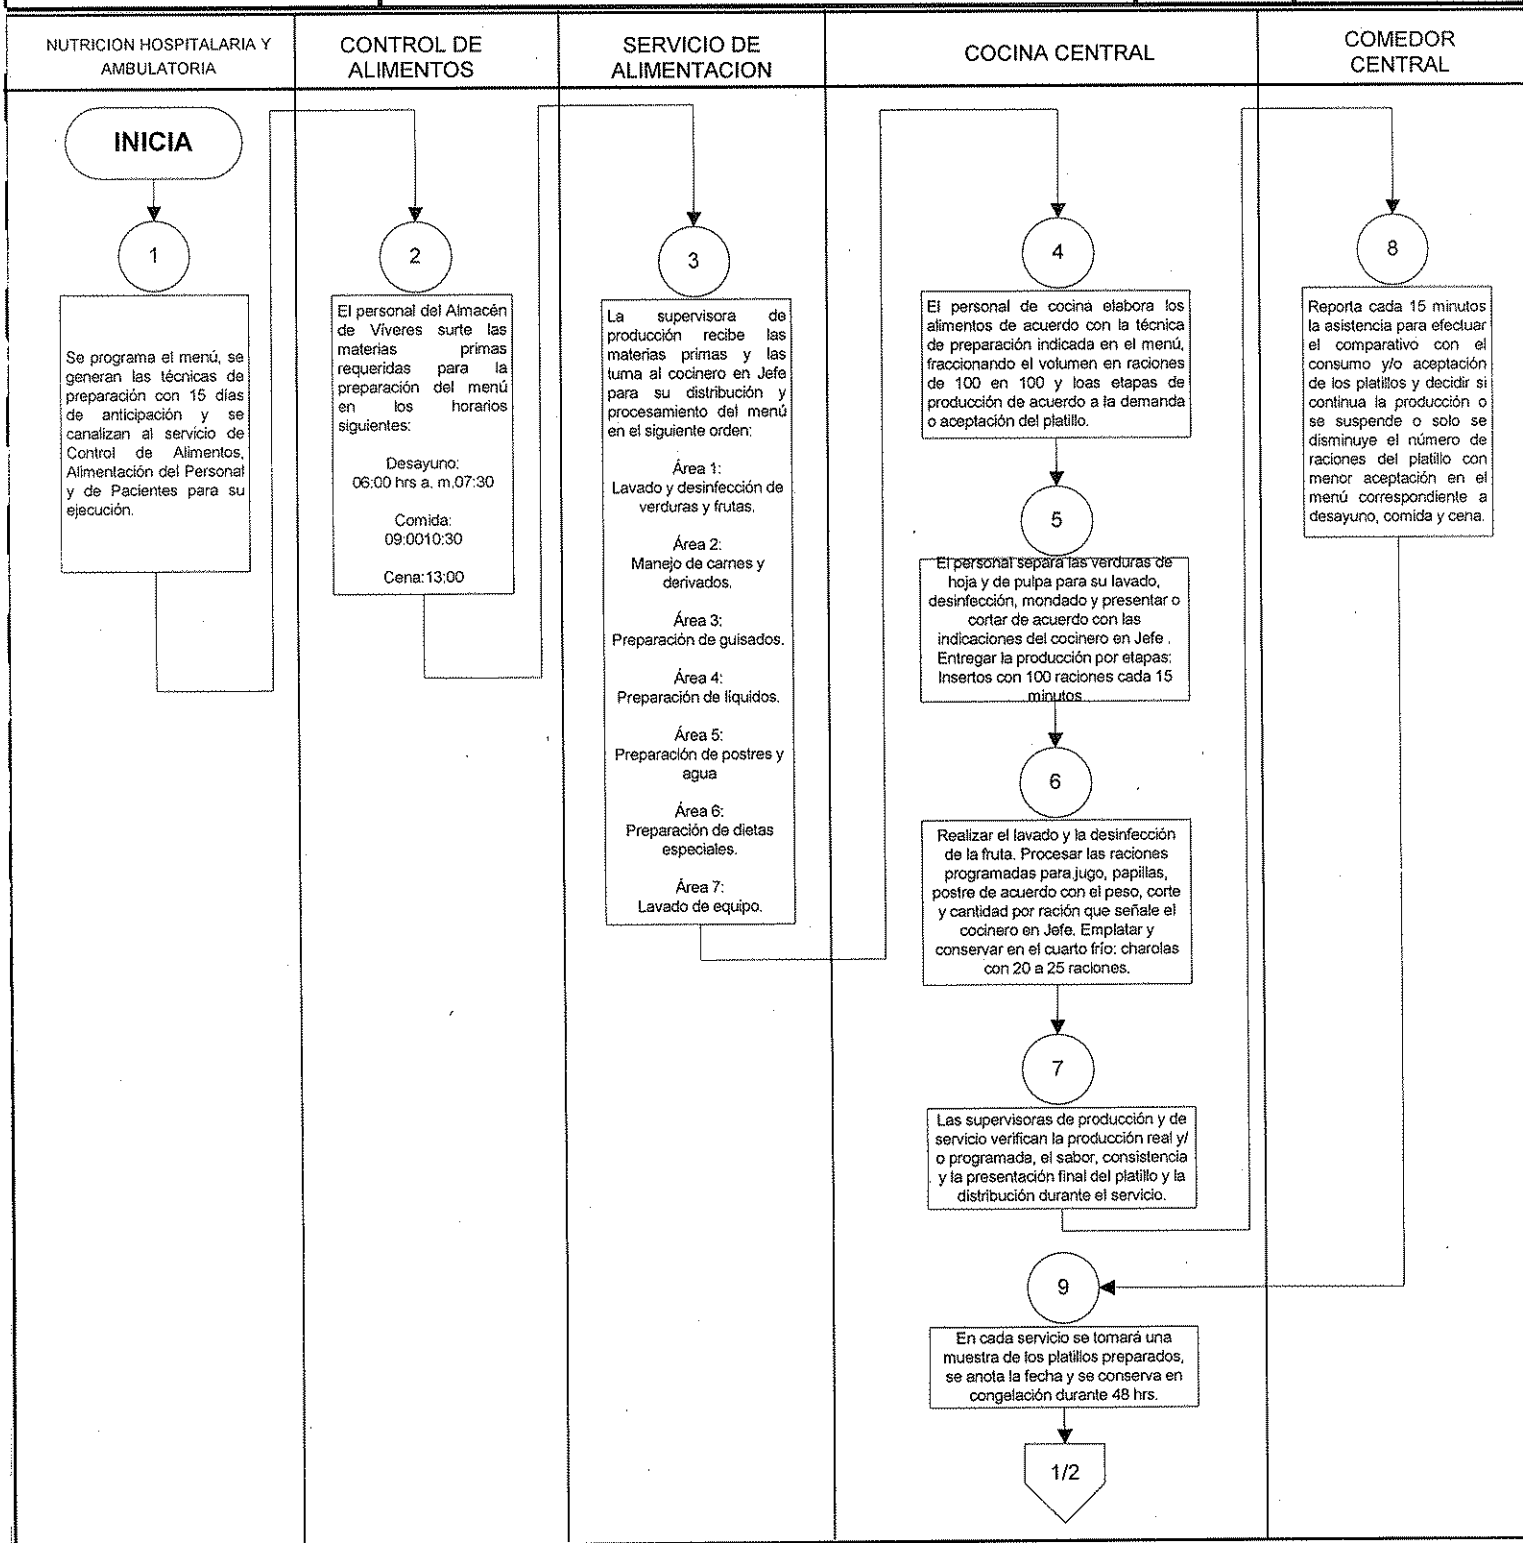 NUTRICION HOSPITALARIA Y
AMBULATORIA
CONTROL DE
ALIMENTOS
SERVICIO DE
ALIMENTACION
COCINA CENTRAL
COMEDOR
CENTRAL
INICIA
1
Se programa el menú, se
generan las técnicas de
preparación con 15 días
de anticipación y se
canalizan al servicio de
Control de Alimentos,
Alimentación del Personal
y de Pacientes para su
ejecución.
2
El personal del Almacén
de Víveres surte las
materias primas
requeridas para la
preparación del menú
en los horarios
siguientes:
Desayuno:
06:00 hrs a. m.07:30
Comida:
09:0010:30
Cena:13:00
3
La supervisora de
producción recibe las
materias primas y las
turna al cocinero en Jefe
para su distribución y
procesamiento del menú
en el siguiente orden:
Área 1:
Lavado y desinfección de
verduras y frutas.
Área 2:
Manejo de carnes y
derivados.
Área 3:
Preparación de guisados.
Área 4:
Preparación de líquidos.
Área 5:
Preparación de postres y
agua
Área 6:
Preparación de dietas
especiales.
Área 7:
Lavado de equipo.
4
El personal de cocina elabora los
alimentos de acuerdo con la técnica
de preparación indicada en el menú,
fraccionando el volumen en raciones
de 100 en 100 y loas etapas de
producción de acuerdo a la demanda
o aceptación del platillo.
5
El personal separa las verduras de
hoja y de pulpa para su lavado,
desinfección, mondado y presentar o
cortar de acuerdo con las
indicaciones del cocinero en Jefe .
Entregar la producción por etapas:
Insertos con 100 raciones cada 15
minutos
6
Realizar el lavado y la desinfección
de la fruta. Procesar las raciones
programadas para jugo, papillas,
postre de acuerdo con el peso, corte
y cantidad por ración que señale el
cocinero en Jefe. Emplatar y
conservar en el cuarto frío: charolas
con 20 a 25 raciones.
7
Las supervisoras de producción y de
servicio verifican la producción real y/
o programada, el sabor, consistencia
y la presentación final del platillo y la
distribución durante el servicio.
8
Reporta cada 15 minutos
la asistencia para efectuar
el comparativo con el
consumo y/o aceptación
de los platillos y decidir si
continua la producción o
se suspende o solo se
disminuye el número de
raciones del platillo con
menor aceptación en el
menú correspondiente a
desayuno, comida y cena.
9
En cada servicio se tomará una
muestra de los platillos preparados,
se anota la fecha y se conserva en
congelación durante 48 hrs.
1/2